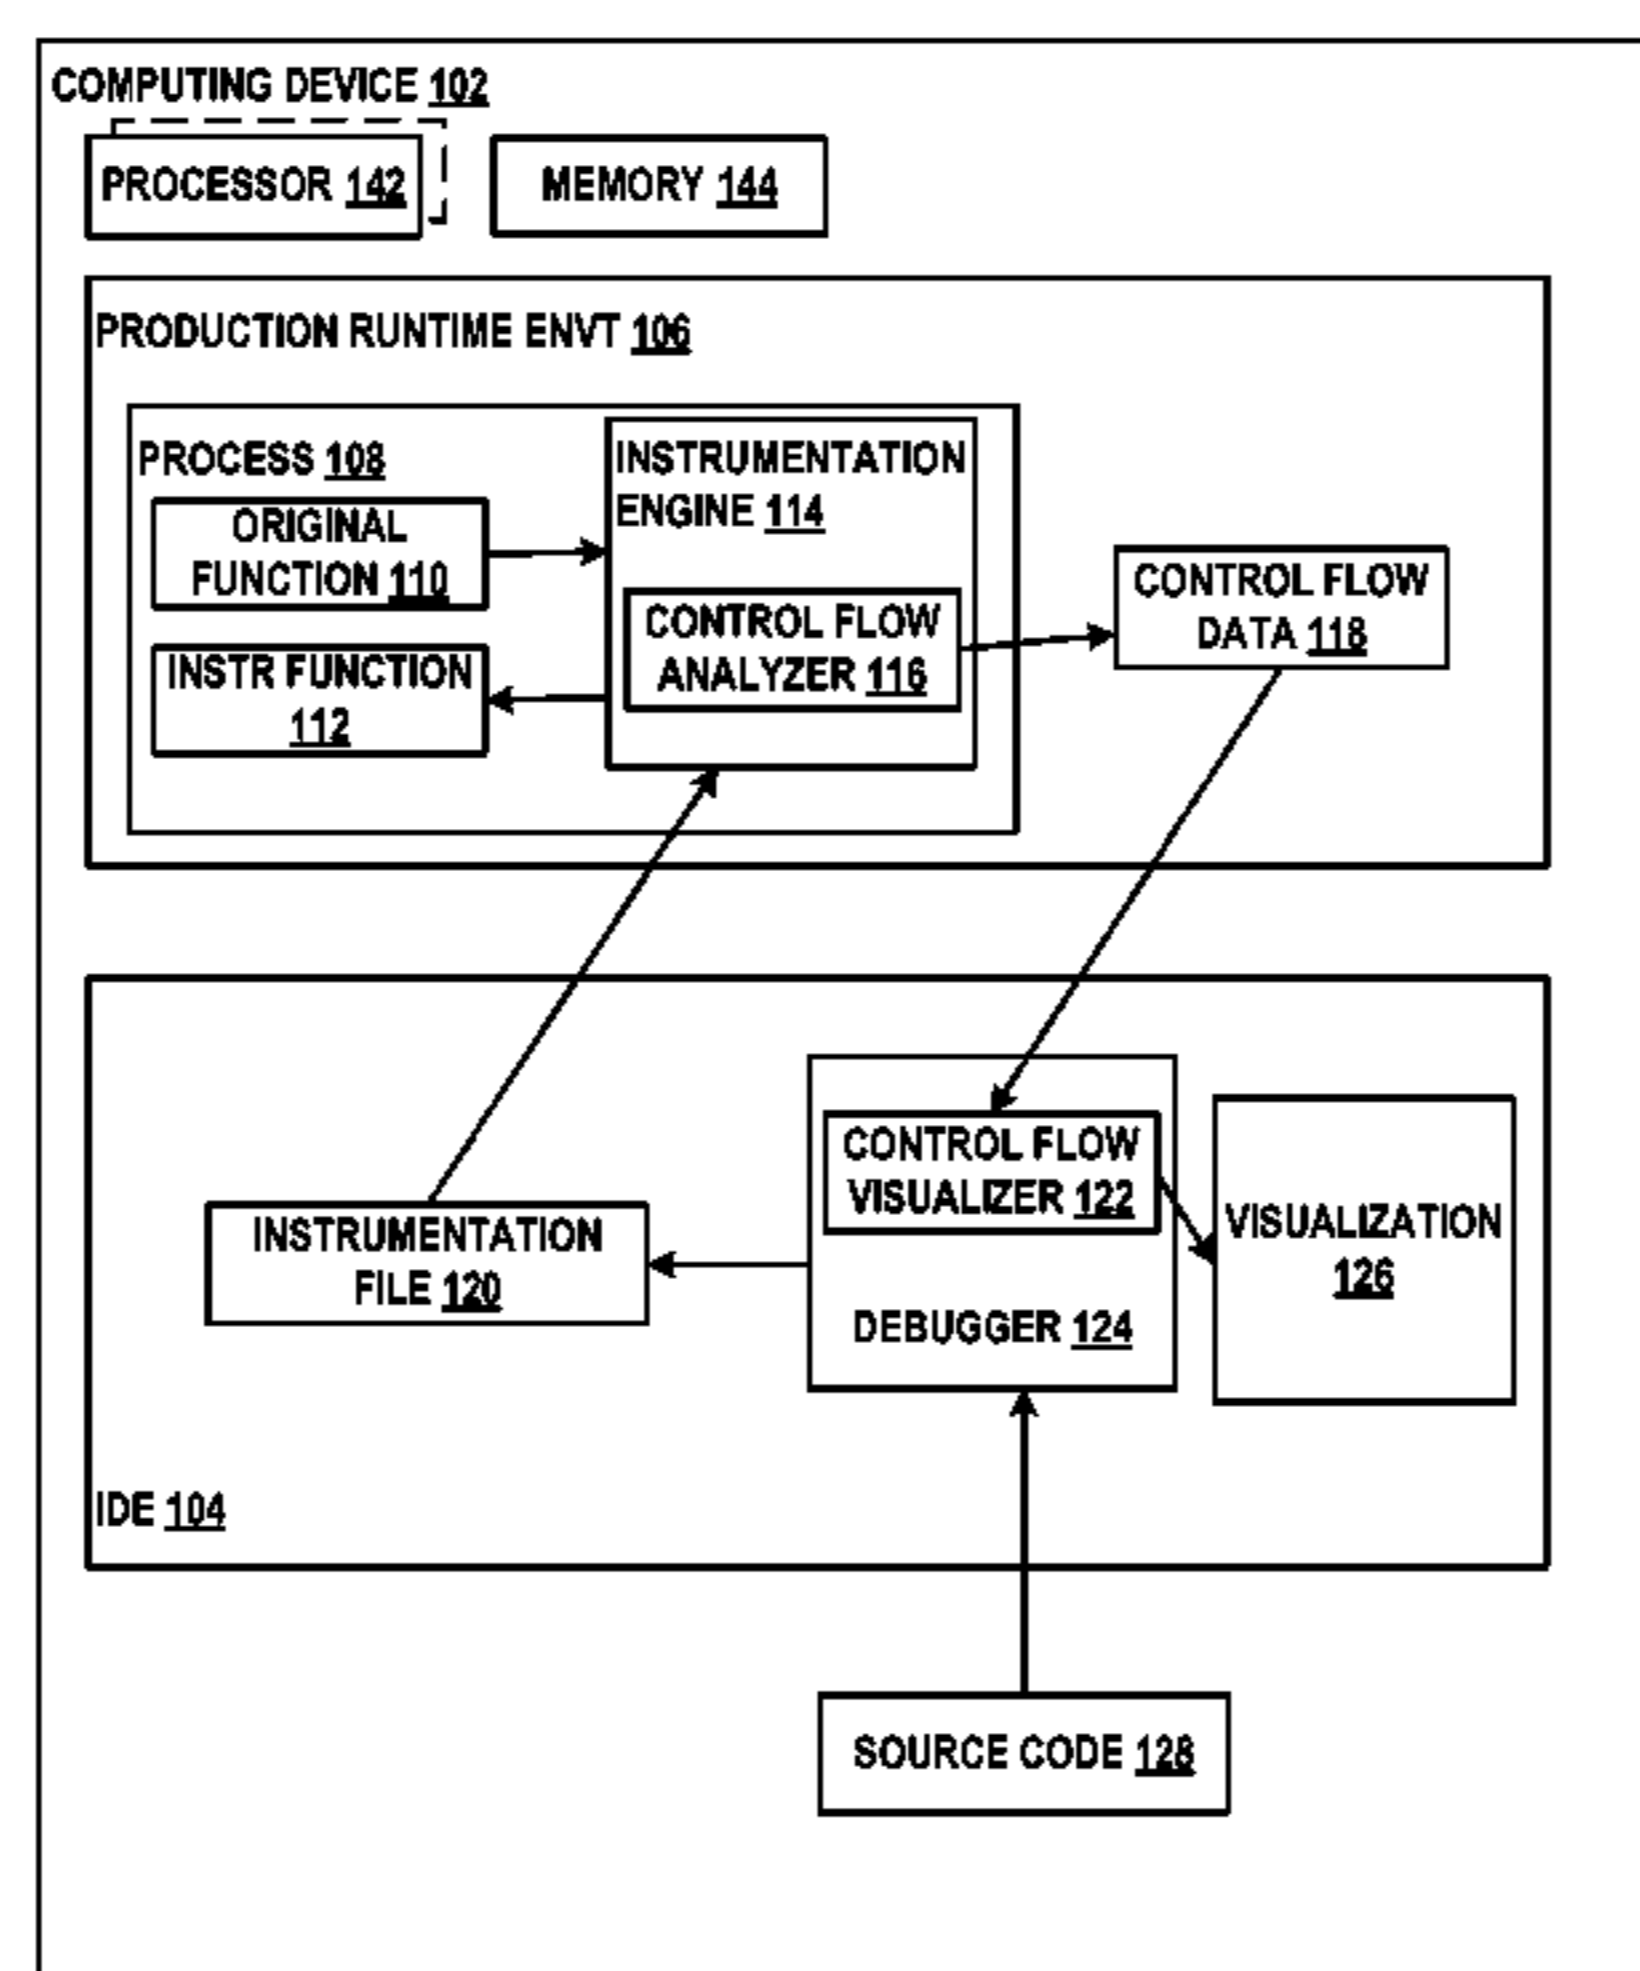 COMPUTING DEVICE 102
PROCESSOR 142
MEMORY 144
PRODUCTION RUNTIME ENVT 106
PROCESS 108
ORIGINAL
FUNCTION 110
INSTR FUNCTION
112
INSTRUMENTATION
ENGINE 114
CONTROL FLOW
ANALYZER 116
CONTROL FLOW
DATA 118
CONTROL FLOW
VISUALIZER 122
DEBUGGER 124
VISUALIZATION
126
INSTRUMENTATION
FILE 120
IDE 104
SOURCE CODE 128